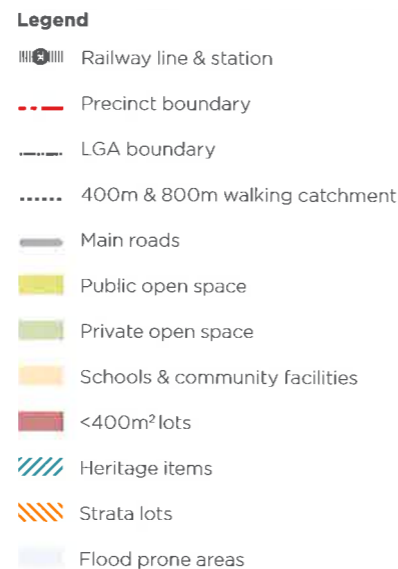 Legend
Railway line & station
Precinct boundary
LGA boundary
400m & 800m walking catchment
Main roads
Public open space
Private open space
Schools & community facilities
<400m² lots
Heritage items
Strata lots
Flood prone areas